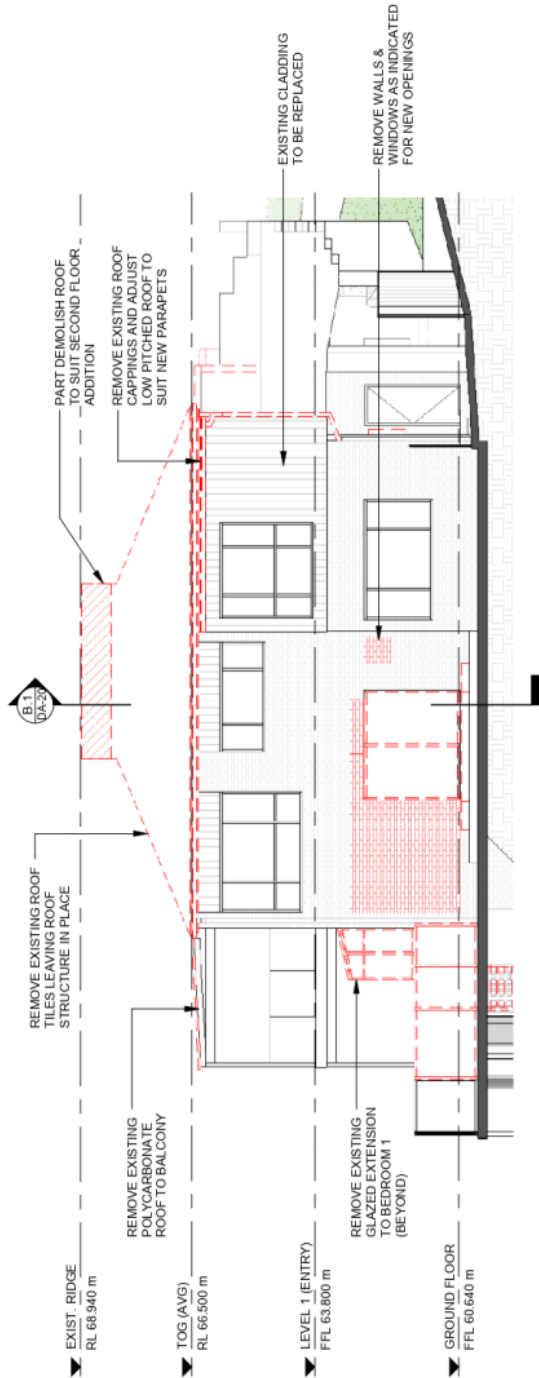 EXIST. RIDGE
RL 68.940 m
TOG (AVG)
RL 66.500 m
LEVEL 1 (ENTRY)
FFL 63.800 m
GROUND FLOOR
FFL 60.640 m
REMOVE EXISTING
POLYCARBONATE
ROOF TO BALCONY
REMOVE EXISTING
GLAZED EXTENSION
TO BEDROOM 1
(BEYOND)
REMOVE EXISTING ROOF
TILES LEAVING ROOF
STRUCTURE IN PLACE
B.1
PART DEMOLISH ROOF
TO SUIT SECOND FLOOR
ADDITION
REMOVE EXISTING ROOF
CAPPINGS AND ADJUST
LOW PITCHED ROOF TO
SUIT NEW PARAPETS
EXISTING CLADDING
TO BE REPLACED
REMOVE WALLS &
WINDOWS AS INDICATED
FOR NEW OPENINGS